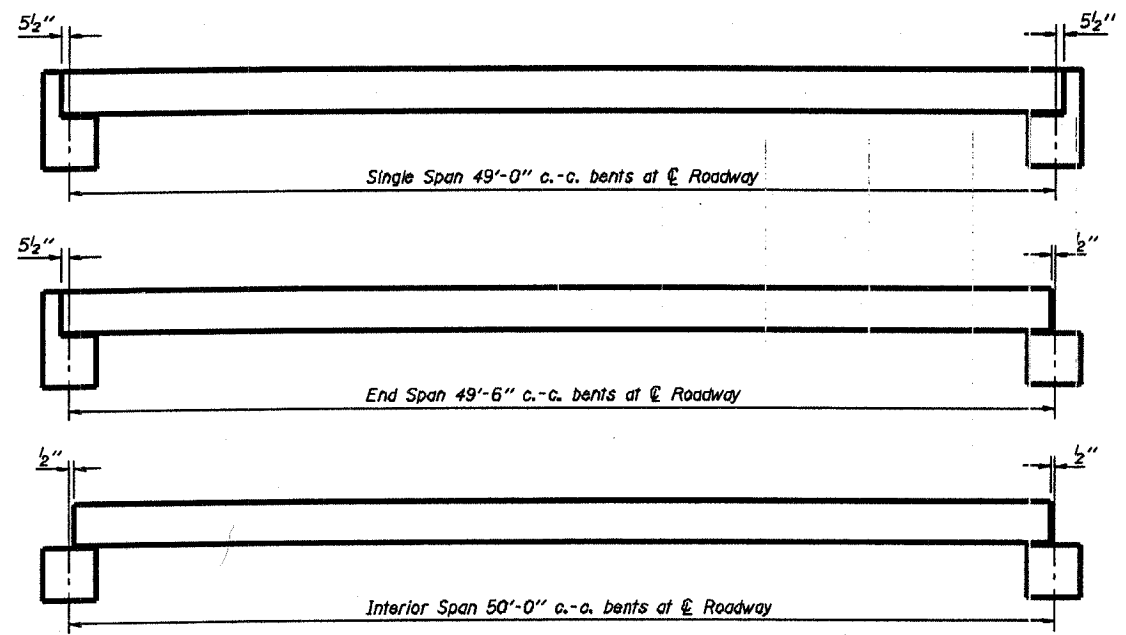 5½" 5½"
Single Span 49'-0" c.-c. bents at ℄ Roadway
5½" ½"
End Span 49'-6" c.-c. bents at ℄ Roadway
½" ½"
Interior Span 50'-0" c.-c. bents at ℄ Roadway